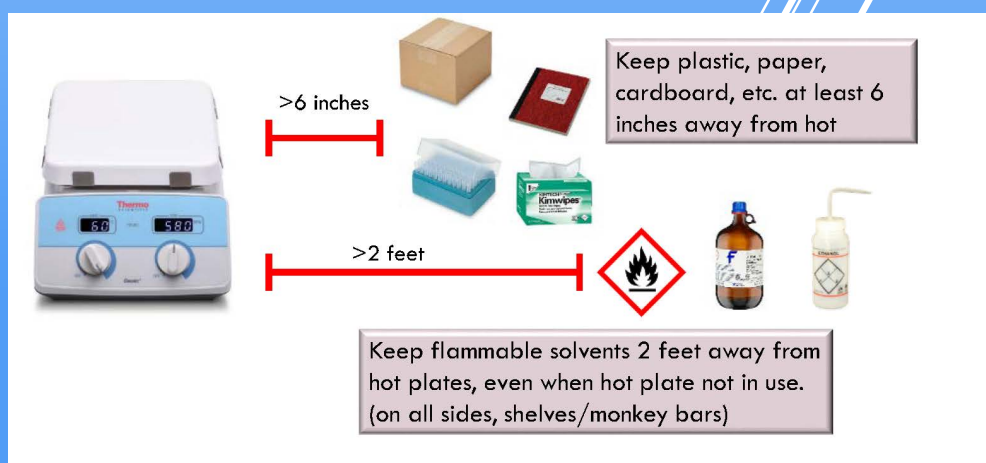 >6 inches
Keep plastic, paper,
cardboard, etc. at least 6
inches away from hot
Thermo
SCIENTIFIC
60
580
Kimwipes
>2 feet
f
ETHANOL
Keep flammable solvents 2 feet away from
hot plates, even when hot plate not in use.
(on all sides, shelves/monkey bars)